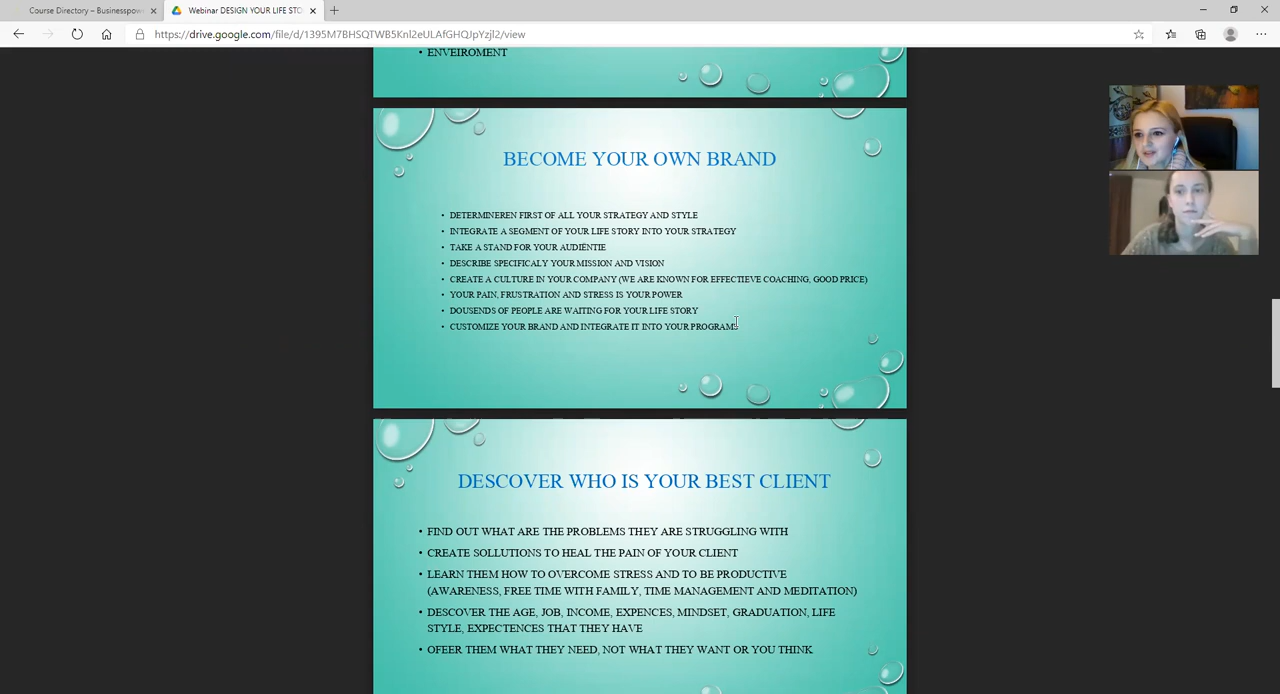 Course Directory – Businesspow
Webinar DESIGN YOUR LIFE STO
https://drive.google.com/file/d/1395M7BHSQTWB5Knl2eULAfGHQJpYzjl2/view
• ENVEIROMENT
BECOME YOUR OWN BRAND
• DETERMINEREN FIRST OF ALL YOUR STRATEGY AND STYLE
• INTEGRATE A SEGMENT OF YOUR LIFE STORY INTO YOUR STRATEGY
• TAKE A STAND FOR YOUR AUDIËNTIE
• DESCRIBE SPECIFICALY YOUR MISSION AND VISION
• CREATE A CULTURE IN YOUR COMPANY (WE ARE KNOWN FOR EFFECTIEVE COACHING, GOOD PRICE)
• YOUR PAIN, FRUSTRATION AND STRESS IS YOUR POWER
• DOUSENDS OF PEOPLE ARE WAITING FOR YOUR LIFE STORY
• CUSTOMIZE YOUR BRAND AND INTEGRATE IT INTO YOUR PROGRAMS
DESCOVER WHO IS YOUR BEST CLIENT
• FIND OUT WHAT ARE THE PROBLEMS THEY ARE STRUGGLING WITH
• CREATE SOLLUTIONS TO HEAL THE PAIN OF YOUR CLIENT
• LEARN THEM HOW TO OVERCOME STRESS AND TO BE PRODUCTIVE
(AWARENESS, FREE TIME WITH FAMILY, TIME MANAGEMENT AND MEDITATION)
• DESCOVER THE AGE, JOB, INCOME, EXPENCES, MINDSET, GRADUATION, LIFE
STYLE, EXPECTENCES THAT THEY HAVE
• OFEER THEM WHAT THEY NEED, NOT WHAT THEY WANT OR YOU THINK